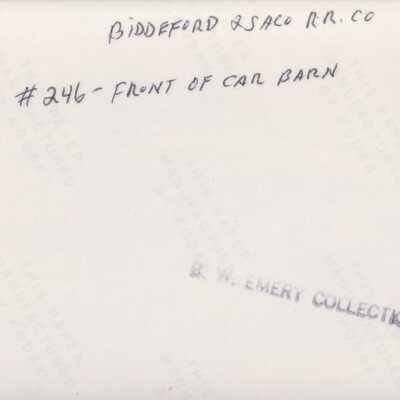 BIDDEFORD & SACO R.R. CO
#246 - FRONT OF CAR BARN
B. W. EMERY COLLECTI